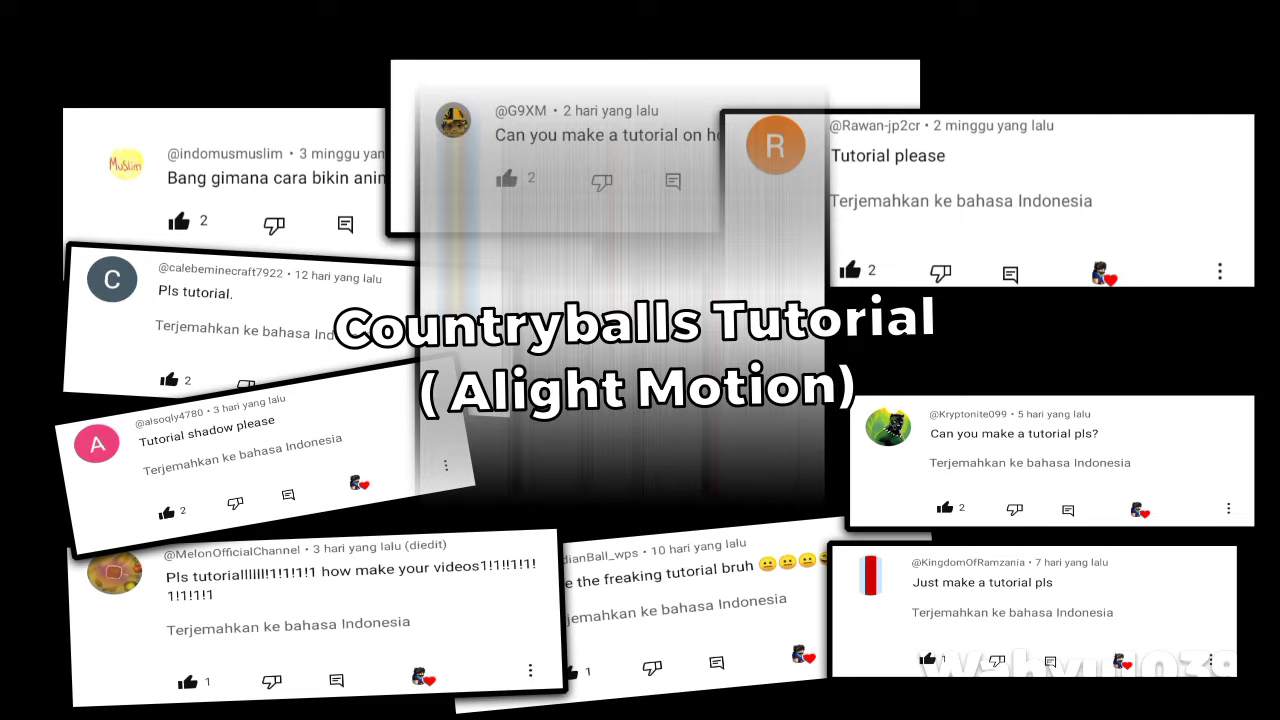 @G9XM • 2 hari yang lalu
Can you make a tutorial on
2
@Rawan-jp2cr • 2 minggu yang lalu
R
Tutorial please
Terjemahkan ke bahasa Indonesia
2
Muslim
@indomusmuslim • 3 minggu yan
Bang gimana cara bikin anim
2
C
@calebeminecraft7922 • 12 hari yang lalu
Pls tutorial.
Terjemahkan ke bahasa Ind
2
Countryballs Tutorial
( Alight Motion)
A
@alsoqly4780 • 3 hari yang lalu
Tutorial shadow please
Terjemahkan ke bahasa Indonesia
2
@Kryptonite099 • 5 hari yang lalu
Can you make a tutorial pls?
Terjemahkan ke bahasa Indonesia
2
@MelonOfficialChannel • 3 hari yang lalu (diedit)
Pls tutorialllllll!1!1!1!1 how make your videos1!1!!1!1!
1!1!1!1
Terjemahkan ke bahasa Indonesia
1
dianBall_wps • 10 hari yang lalu
e the freaking tutorial bruh 😐😐😐
jemahkan ke bahasa Indonesia
1
@KingdomOfRamzania • 7 hari yang lalu
Just make a tutorial pls
Terjemahkan ke bahasa Indonesia
1